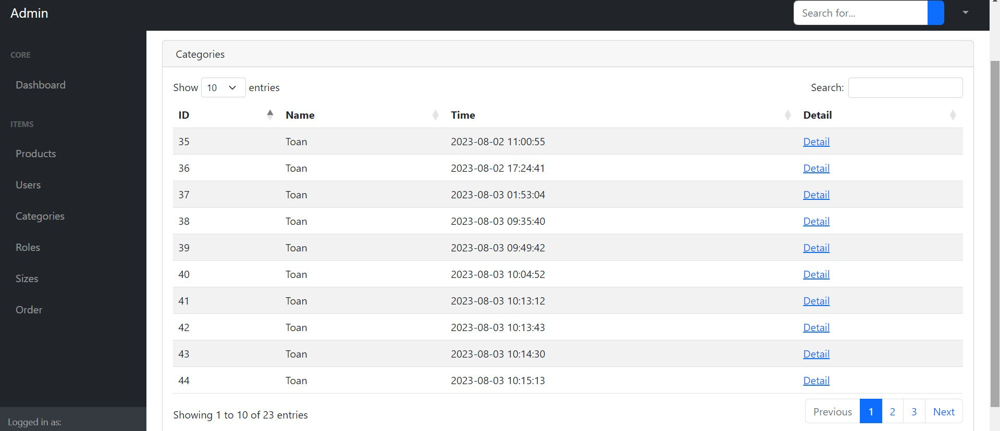 Admin
Search for...
CORE
Dashboard
ITEMS
Products
Users
Categories
Roles
Sizes
Order
Logged in as:
Categories
Show 10 entries
Search:
ID Name Time Detail
35 Toan 2023-08-02 11:00:55 Detail
36 Toan 2023-08-02 17:24:41 Detail
37 Toan 2023-08-03 01:53:04 Detail
38 Toan 2023-08-03 09:35:40 Detail
39 Toan 2023-08-03 09:49:42 Detail
40 Toan 2023-08-03 10:04:52 Detail
41 Toan 2023-08-03 10:13:12 Detail
42 Toan 2023-08-03 10:13:43 Detail
43 Toan 2023-08-03 10:14:30 Detail
44 Toan 2023-08-03 10:15:13 Detail
Showing 1 to 10 of 23 entries
Previous 1 2 3 Next